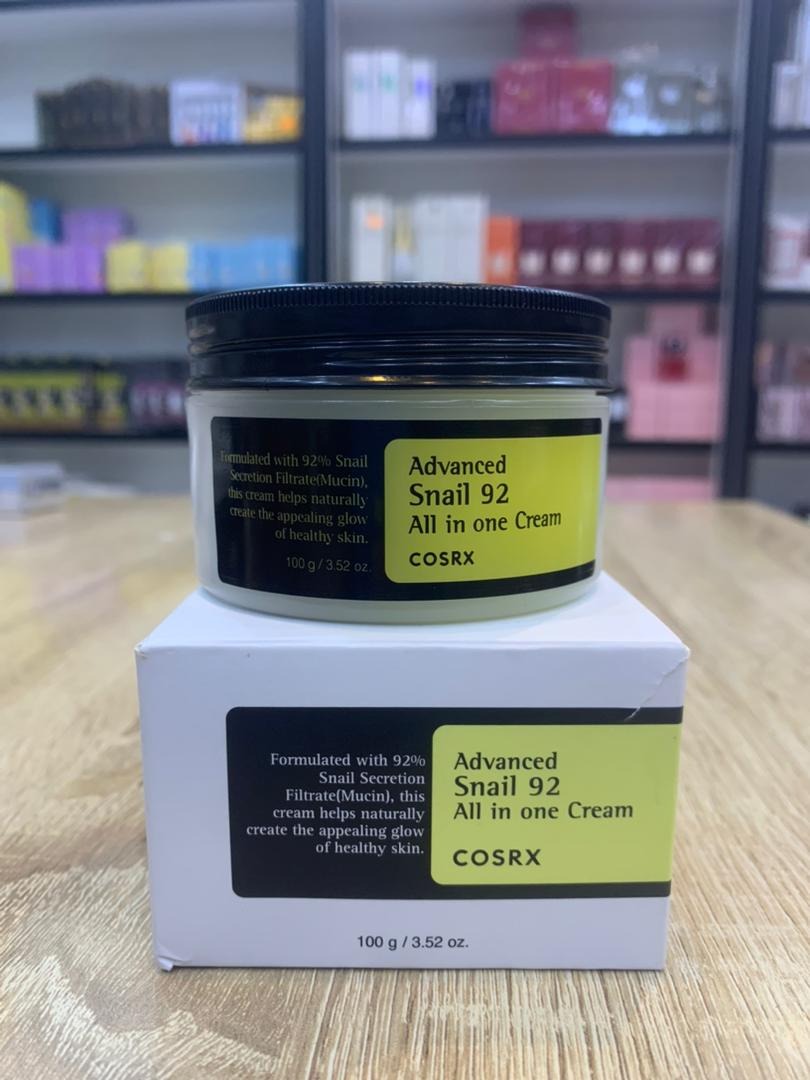 Formulated with 92% Snail
Secretion Filtrate(Mucin),
this cream helps naturally
create the appealing glow
of healthy skin.
100 g / 3.52 oz.
Advanced
Snail 92
All in one Cream
COSRX
Formulated with 92%
Snail Secretion
Filtrate(Mucin), this
cream helps naturally
create the appealing glow
of healthy skin.
Advanced
Snail 92
All in one Cream
COSRX
100 g / 3.52 oz.